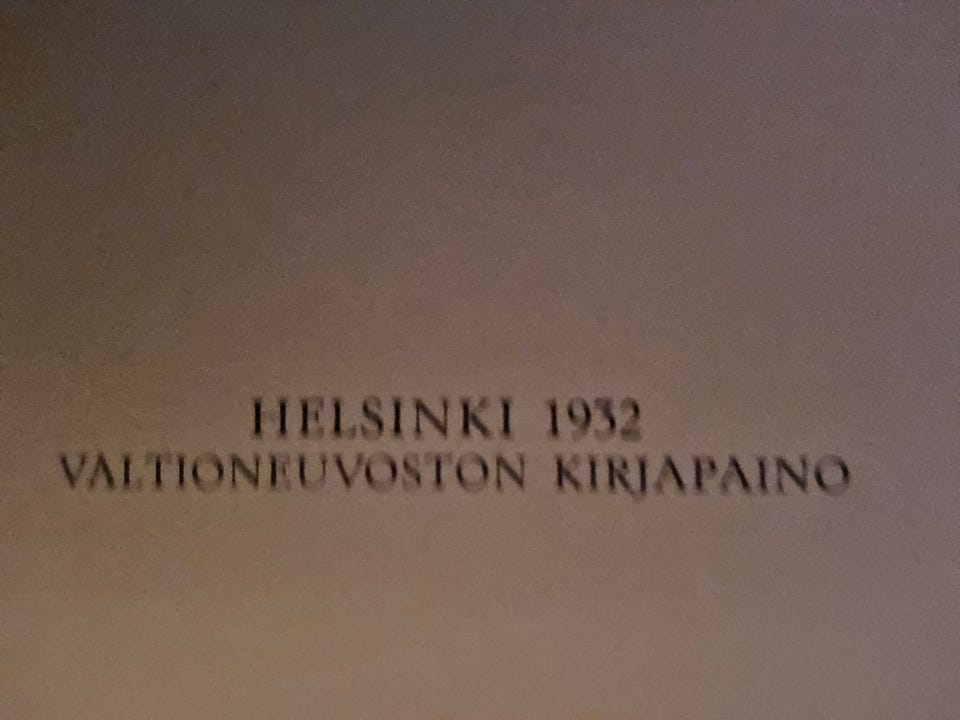 HELSINKI 1932
VALTIONEUVOSTON KIRJAPAINO